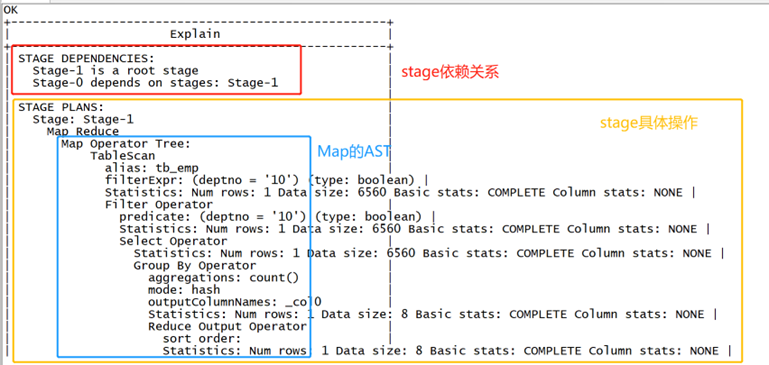 OK
Explain
STAGE DEPENDENCIES:
Stage-1 is a root stage
Stage-0 depends on stages: Stage-1
stage依赖关系
STAGE PLANS:
Stage: Stage-1
stage具体操作
Map Reduce
Map Operator Tree:
Map的AST
TableScan
alias: tb_emp
filterExpr: (deptno = '10') (type: boolean) |
Statistics: Num rows: 1 Data size: 6560 Basic stats: COMPLETE Column stats: NONE |
Filter Operator
predicate: (deptno = '10') (type: boolean) |
Statistics: Num rows: 1 Data size: 6560 Basic stats: COMPLETE Column stats: NONE |
Select Operator
Statistics: Num rows: 1 Data size: 6560 Basic stats: COMPLETE Column stats: NONE |
Group By Operator
aggregations: count()
mode: hash
outputColumnNames: _col0
Statistics: Num rows: 1 Data size: 8 Basic stats: COMPLETE Column stats: NONE |
Reduce Output Operator
sort order:
Statistics: Num rows: 1 Data size: 8 Basic stats: COMPLETE Column stats: NONE |